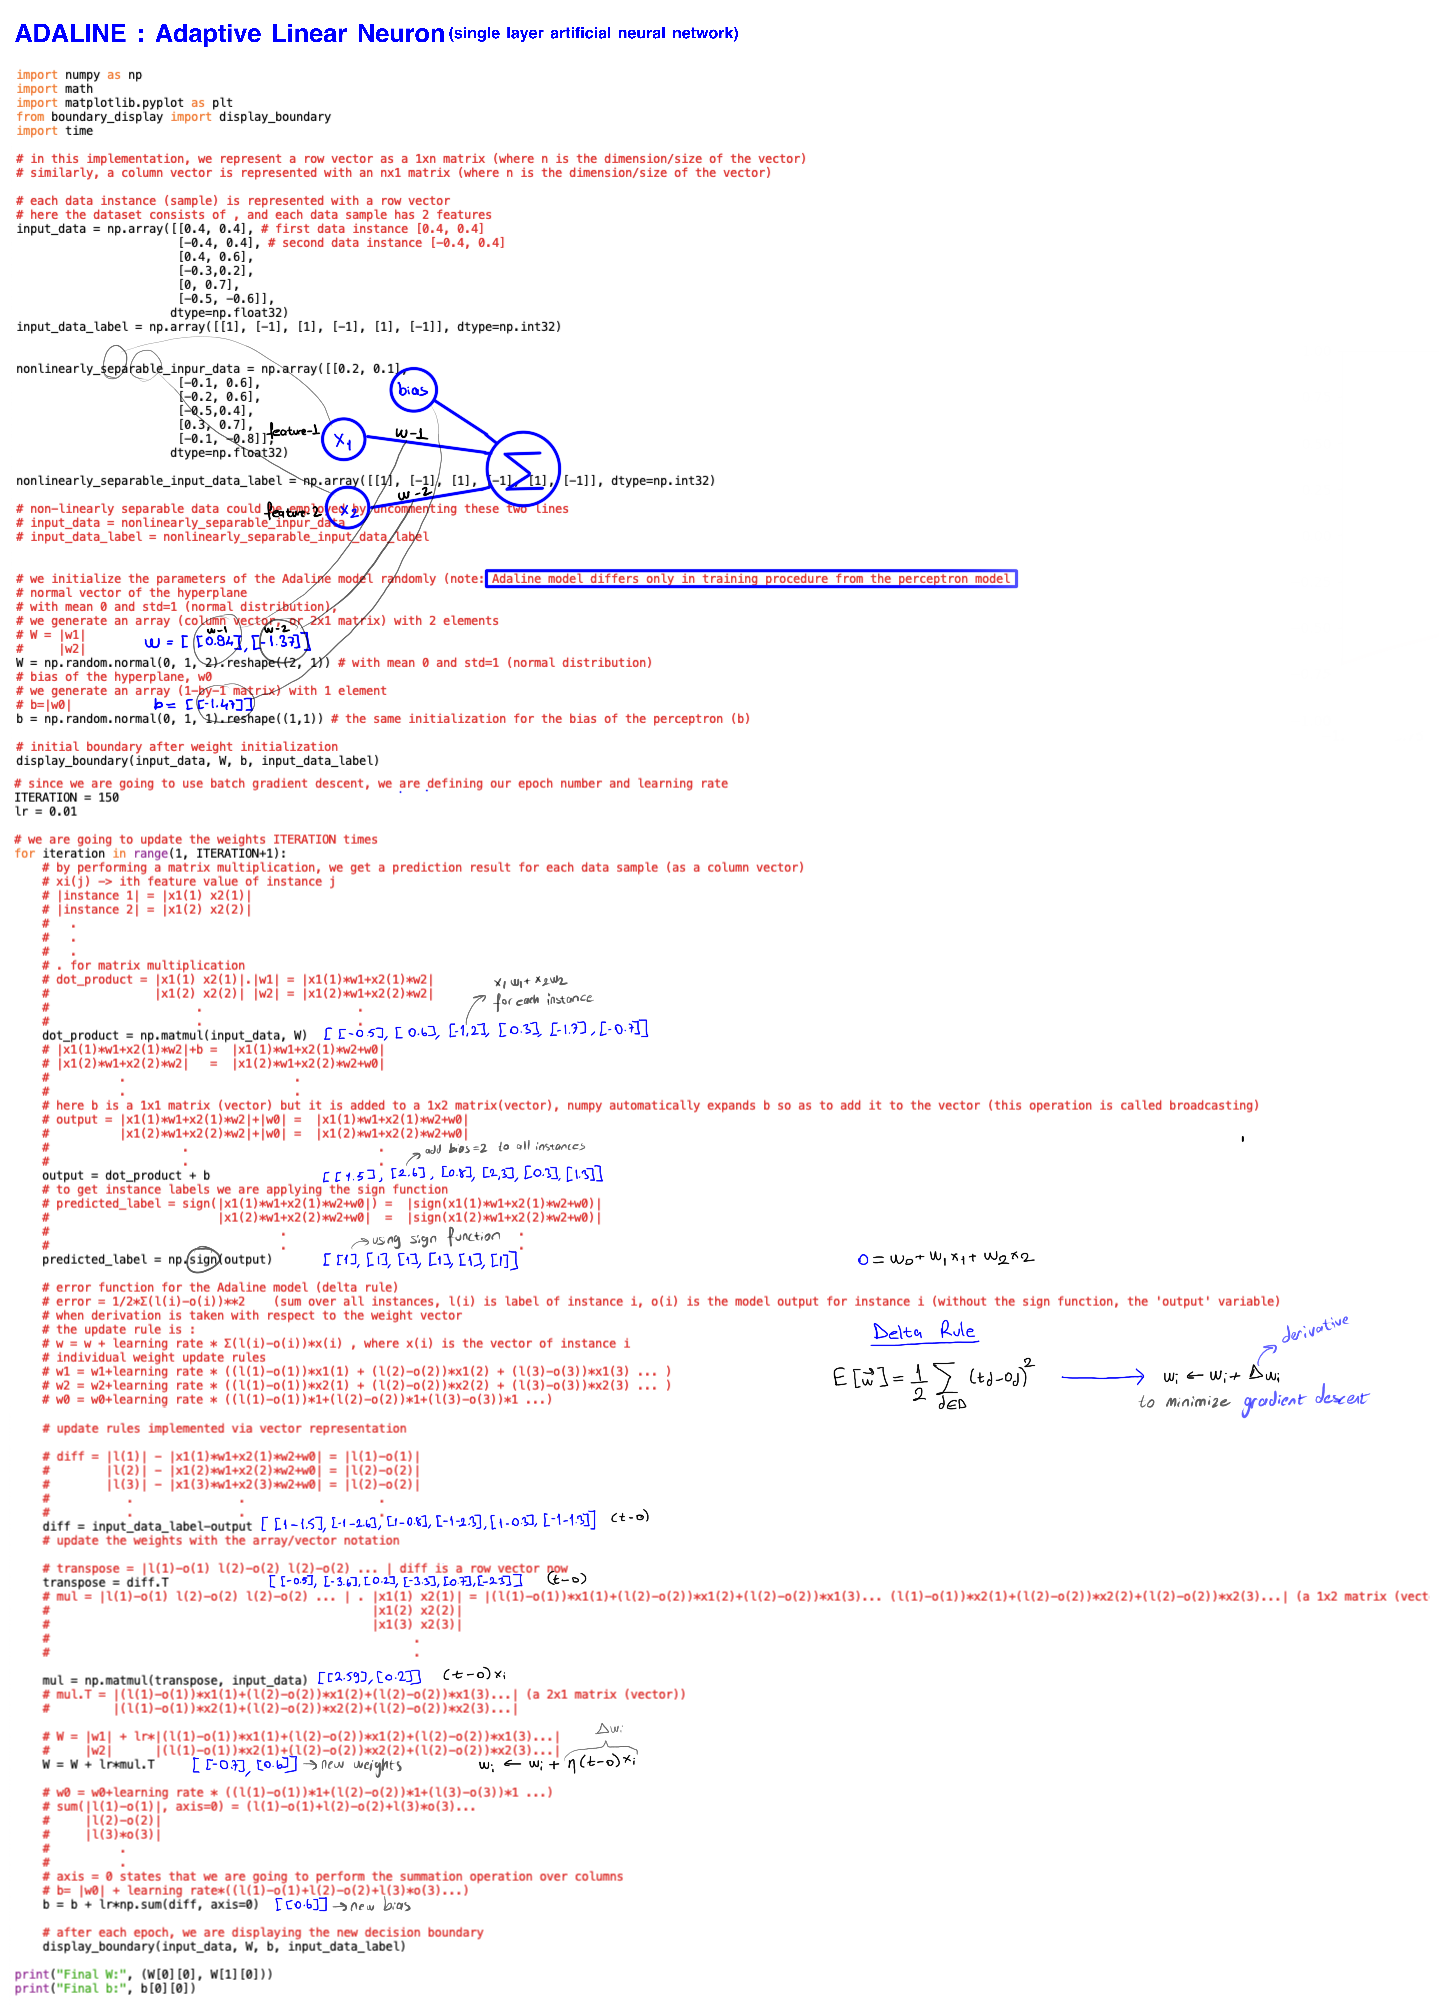 ADALINE : Adaptive Linear Neuron (single layer artificial neural network)
import numpy as np
import math
import matplotlib.pyplot as plt
from boundary_display import display_boundary
import time
# in this implementation, we represent a row vector as a 1xn matrix (where n is the dimension/size of the vector)
# similarly, a column vector is represented with an nx1 matrix (where n is the dimension/size of the vector)
# each data instance (sample) is represented with a row vector
# here the dataset consists of , and each data sample has 2 features
input_data = np.array([[0.4, 0.4], # first data instance [0.4, 0.4]
[-0.4, 0.4], # second data instance [-0.4, 0.4]
[0.4, 0.6],
[-0.3,0.2],
[0, 0.7],
[-0.5, -0.6]],
dtype=np.float32)
input_data_label = np.array([[1], [-1], [1], [-1], [1], [-1]], dtype=np.int32)
nonlinearly_separable_inpur_data = np.array([[0.2, 0.1],
[-0.1, 0.6],
bias
[-0.2, 0.6],
[-0.5,0.4],
[0.3, 0.7],
feature-1 x1 w-1
[-0.1, -0.8]],
dtype=np.float32)
Σ
nonlinearly_separable_input_data_label = np.array([[1], [-1], [1], [-1], [1], [-1]], dtype=np.int32)
w-2
# non-linearly separable data could be employed by uncommenting these two lines
feature-2 x2
# input_data = nonlinearly_separable_inpur_data
# input_data_label = nonlinearly_separable_input_data_label
# we initialize the parameters of the Adaline model randomly (note: Adaline model differs only in training procedure from the perceptron model
# normal vector of the hyperplane
# with mean 0 and std=1 (normal distribution),
# we generate an array (column vector, or 2x1 matrix) with 2 elements
w-1 w-2
# W = |w1|
w = [[0.84],[-1.37]]
# |w2|
W = np.random.normal(0, 1, 2).reshape((2, 1)) # with mean 0 and std=1 (normal distribution)
# bias of the hyperplane, w0
# we generate an array (1-by-1 matrix) with 1 element
# b=|w0| b = [[-1.47]]
b = np.random.normal(0, 1, 1).reshape((1,1)) # the same initialization for the bias of the perceptron (b)
# initial boundary after weight initialization
display_boundary(input_data, W, b, input_data_label)
# since we are going to use batch gradient descent, we are defining our epoch number and learning rate
ITERATION = 150
lr = 0.01
# we are going to update the weights ITERATION times
for iteration in range(1, ITERATION+1):
# by performing a matrix multiplication, we get a prediction result for each data sample (as a column vector)
# xi(j) -> ith feature value of instance j
# |instance 1| = |x1(1) x2(1)|
# |instance 2| = |x1(2) x2(2)|
# .
# .
# .
# . for matrix multiplication
# dot_product = |x1(1) x2(1)|.|w1| = |x1(1)*w1+x2(1)*w2|
x1w1 + x2w2
# |x1(2) x2(2)| |w2| = |x1(2)*w1+x2(2)*w2|
for each instance
# . .
# . .
dot_product = np.matmul(input_data, W) [[-0.5], [0.6], [-1.2], [0.3], [-1.7], [-0.7]]
# |x1(1)*w1+x2(1)*w2|+b = |x1(1)*w1+x2(1)*w2+w0|
# |x1(2)*w1+x2(2)*w2| = |x1(2)*w1+x2(2)*w2+w0|
# . .
# . .
# here b is a 1x1 matrix (vector) but it is added to a 1x2 matrix(vector), numpy automatically expands b so as to add it to the vector (this operation is called broadcasting)
# output = |x1(1)*w1+x2(1)*w2|+|w0| = |x1(1)*w1+x2(1)*w2+w0|
# |x1(2)*w1+x2(2)*w2|+|w0| = |x1(2)*w1+x2(2)*w2+w0|
# . .
add bias=2 to all instances
# . .
output = dot_product + b [[1.5], [2.6], [0.8], [2,3], [0.3], [1.3]]
# to get instance labels we are applying the sign function
# predicted_label = sign(|x1(1)*w1+x2(1)*w2+w0|) = |sign(x1(1)*w1+x2(1)*w2+w0)|
# |x1(2)*w1+x2(2)*w2+w0| = |sign(x1(2)*w1+x2(2)*w2+w0)|
# . .
using sign function
# . .
predicted_label = np.sign(output) [[1], [1], [1], [1], [1], [1]]
o = w0 + w1x1 + w2x2
# error function for the Adaline model (delta rule)
# error = 1/2*Σ(l(i)-o(i))**2 (sum over all instances, l(i) is label of instance i, o(i) is the model output for instance i (without the sign function, the 'output' variable)
# when derivation is taken with respect to the weight vector
# the update rule is :
Delta Rule
derivative
# w = w + learning rate * Σ(l(i)-o(i))*x(i) , where x(i) is the vector of instance i
# individual weight update rules
# w1 = w1+learning rate * ((l(1)-o(1))*x1(1) + (l(2)-o(2))*x1(2) + (l(3)-o(3))*x1(3) ... )
E[w⃗] = 1/2 Σ d∈D (td-od)² → wi ← wi + Δwi
# w2 = w2+learning rate * ((l(1)-o(1))*x2(1) + (l(2)-o(2))*x2(2) + (l(3)-o(3))*x2(3) ... )
# w0 = w0+learning rate * ((l(1)-o(1))*1+(l(2)-o(2))*1+(l(3)-o(3))*1 ...)
to minimize gradient descent
# update rules implemented via vector representation
# diff = |l(1)| - |x1(1)*w1+x2(1)*w2+w0| = |l(1)-o(1)|
# |l(2)| - |x1(2)*w1+x2(2)*w2+w0| = |l(2)-o(2)|
# |l(3)| - |x1(3)*w1+x2(3)*w2+w0| = |l(2)-o(2)|
# . . .
# . . .
diff = input_data_label-output [[1-1.5], [-1-2.6], [1-0.8], [-1-2.3], [1-0.3], [-1-1.3]] (t-o)
# update the weights with the array/vector notation
# transpose = |l(1)-o(1) l(2)-o(2) l(2)-o(2) ... | diff is a row vector now
transpose = diff.T [[-0.5], [-3.6], [0.2], [-3.3], [0.7], [-2.3]] (t-o)
# mul = |l(1)-o(1) l(2)-o(2) l(2)-o(2) ... | . |x1(1) x2(1)| = |(l(1)-o(1))*x1(1)+(l(2)-o(2))*x1(2)+(l(2)-o(2))*x1(3)... (l(1)-o(1))*x2(1)+(l(2)-o(2))*x2(2)+(l(2)-o(2))*x2(3)...| (a 1x2 matrix (vect
# |x1(2) x2(2)|
# |x1(3) x2(3)|
# .
# .
mul = np.matmul(transpose, input_data) [[2.59], [0.2]] (t-o)xi
# mul.T = |(l(1)-o(1))*x1(1)+(l(2)-o(2))*x1(2)+(l(2)-o(2))*x1(3)...| (a 2x1 matrix (vector))
# |(l(1)-o(1))*x2(1)+(l(2)-o(2))*x2(2)+(l(2)-o(2))*x2(3)...|
Δwi
# W = |w1| + lr*|(l(1)-o(1))*x1(1)+(l(2)-o(2))*x1(2)+(l(2)-o(2))*x1(3)...|
# |w2| |(l(1)-o(1))*x2(1)+(l(2)-o(2))*x2(2)+(l(2)-o(2))*x2(3)...|
W = W + lr*mul.T [[-0.7], [0.6]] → new weights wi ← wi + η(t-o)xi
# w0 = w0+learning rate * ((l(1)-o(1))*1+(l(2)-o(2))*1+(l(3)-o(3))*1 ...)
# sum(|l(1)-o(1)|, axis=0) = (l(1)-o(1)+l(2)-o(2)+l(3)*o(3)...
# |l(2)-o(2)|
# |l(3)*o(3)|
# .
# .
# axis = 0 states that we are going to perform the summation operation over columns
# b= |w0| + learning rate*((l(1)-o(1)+l(2)-o(2)+l(3)*o(3)...)
b = b + lr*np.sum(diff, axis=0) [[0.6]] → new bias
# after each epoch, we are displaying the new decision boundary
display_boundary(input_data, W, b, input_data_label)
print("Final W:", (W[0][0], W[1][0]))
print("Final b:", b[0][0])